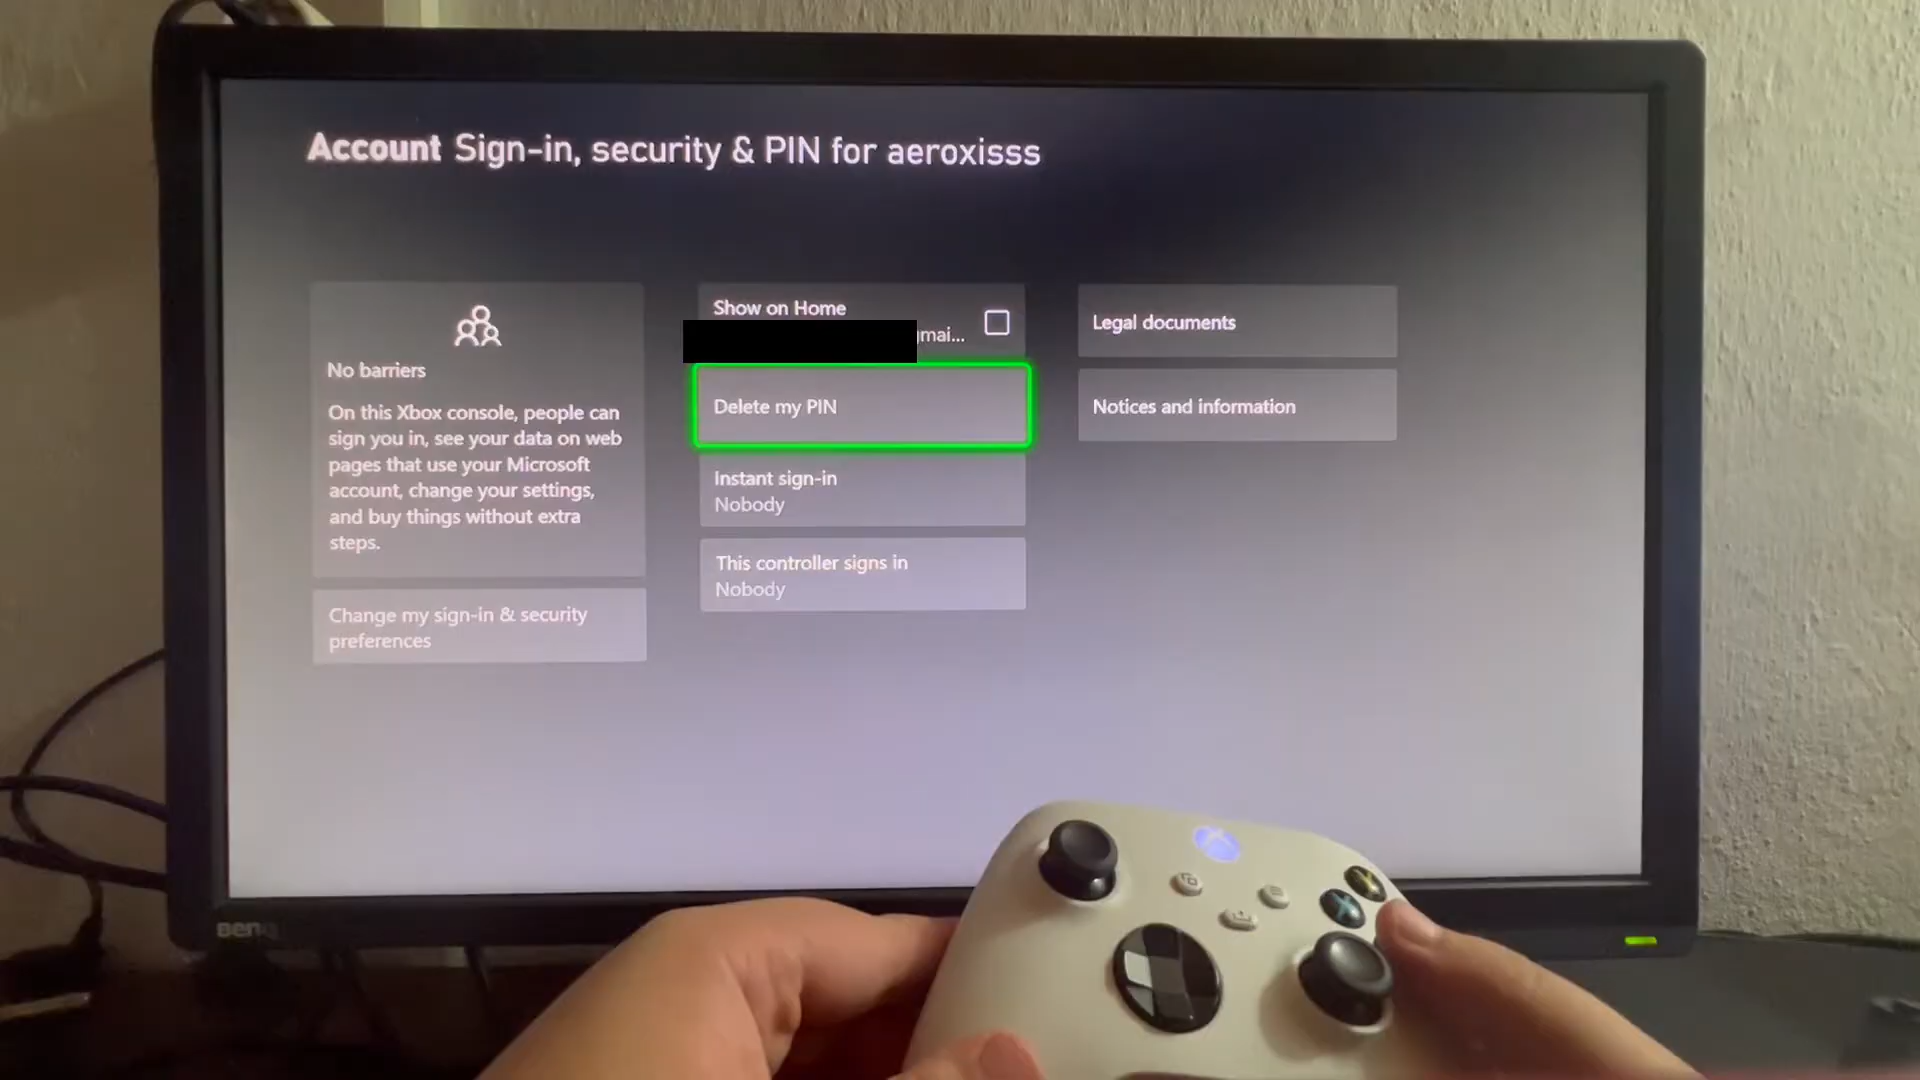 Account Sign-in, security & PIN for aeroxisss
No barriers
On this Xbox console, people can
sign you in, see your data on web
pages that use your Microsoft
account, change your settings,
and buy things without extra
steps.
Change my sign-in & security
preferences
Show on Home
mai...
Delete my PIN
Instant sign-in
Nobody
This controller signs in
Nobody
Legal documents
Notices and information
BenQ
X
Y